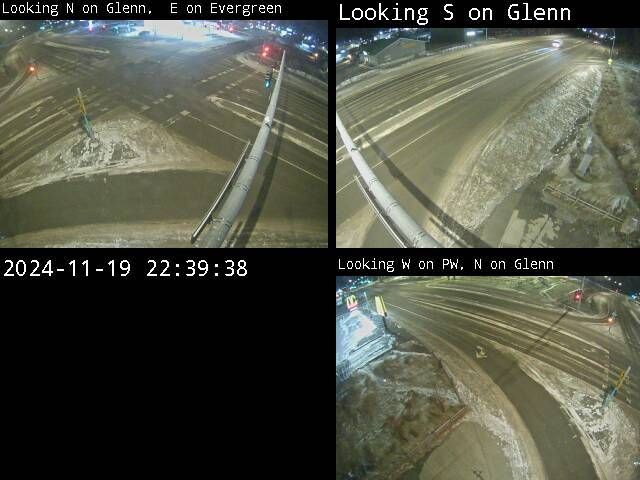 Looking N on Glenn,  E on Evergreen
Looking S on Glenn
2024-11-19 22:39:38
Looking W on PW, N on Glenn